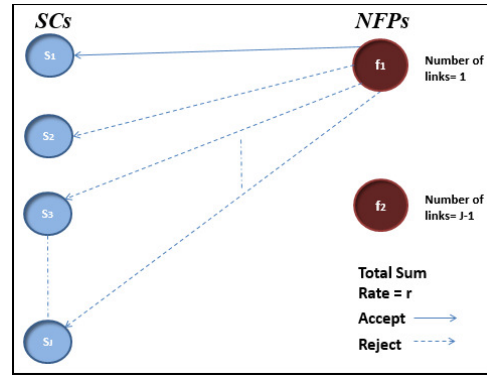 SCs
NFPs
S1
f1
Number of
links= 1
S2
S3
f2
Number of
links= J-1
Total Sum
Rate = r
Accept
Reject
SJ